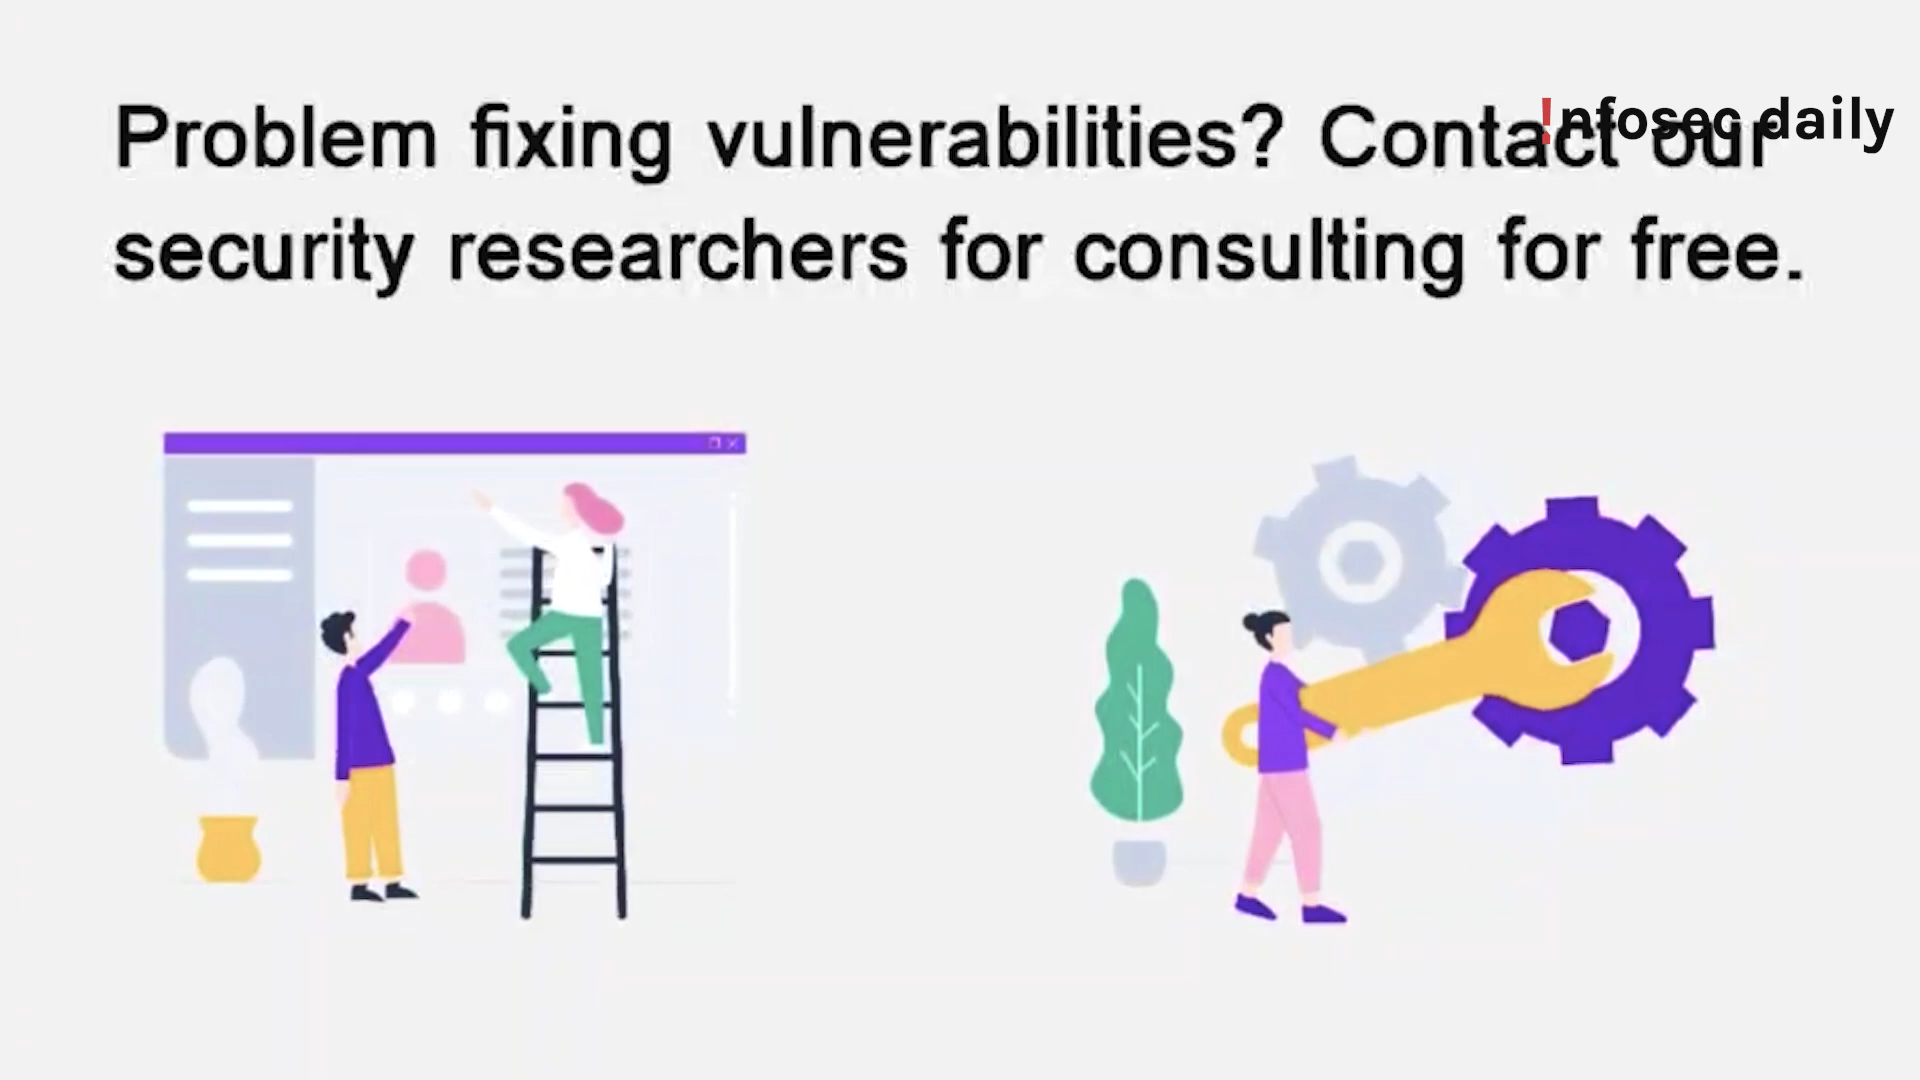 Problem fixing vulnerabilities? Contact our
security researchers for consulting for free.
!nfosec daily